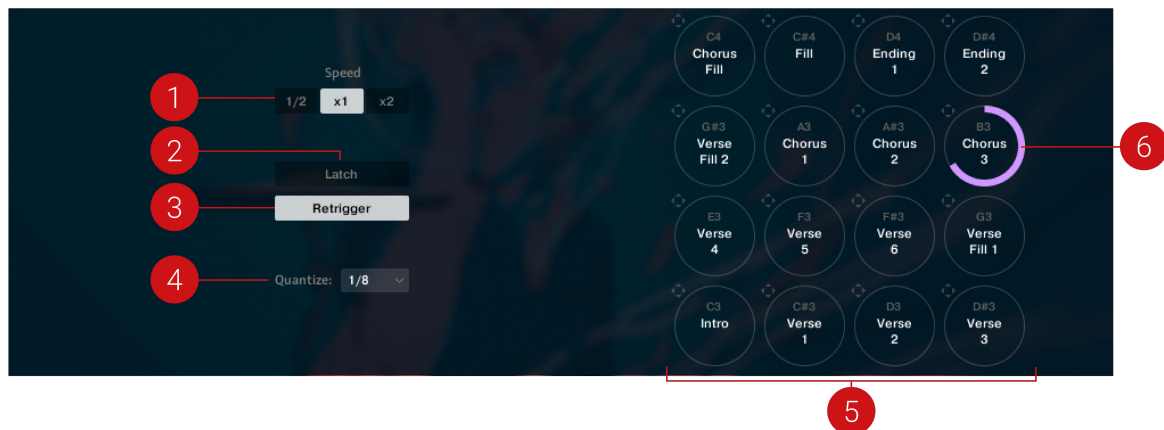 Speed
1
1/2 x1 x2
2
Latch
3
Retrigger
4
Quantize: 1/8
C4 C#4 D4 D#4
Chorus Fill Ending Ending
Fill 1 2
G#3 A3 A#3 B3
Verse Chorus Chorus Chorus
Fill 2 1 2 3
6
E3 F3 F#3 G3
Verse Verse Verse Verse
4 5 6 Fill 1
C3 C#3 D3 D#3
Intro Verse Verse Verse
1 2 3
5